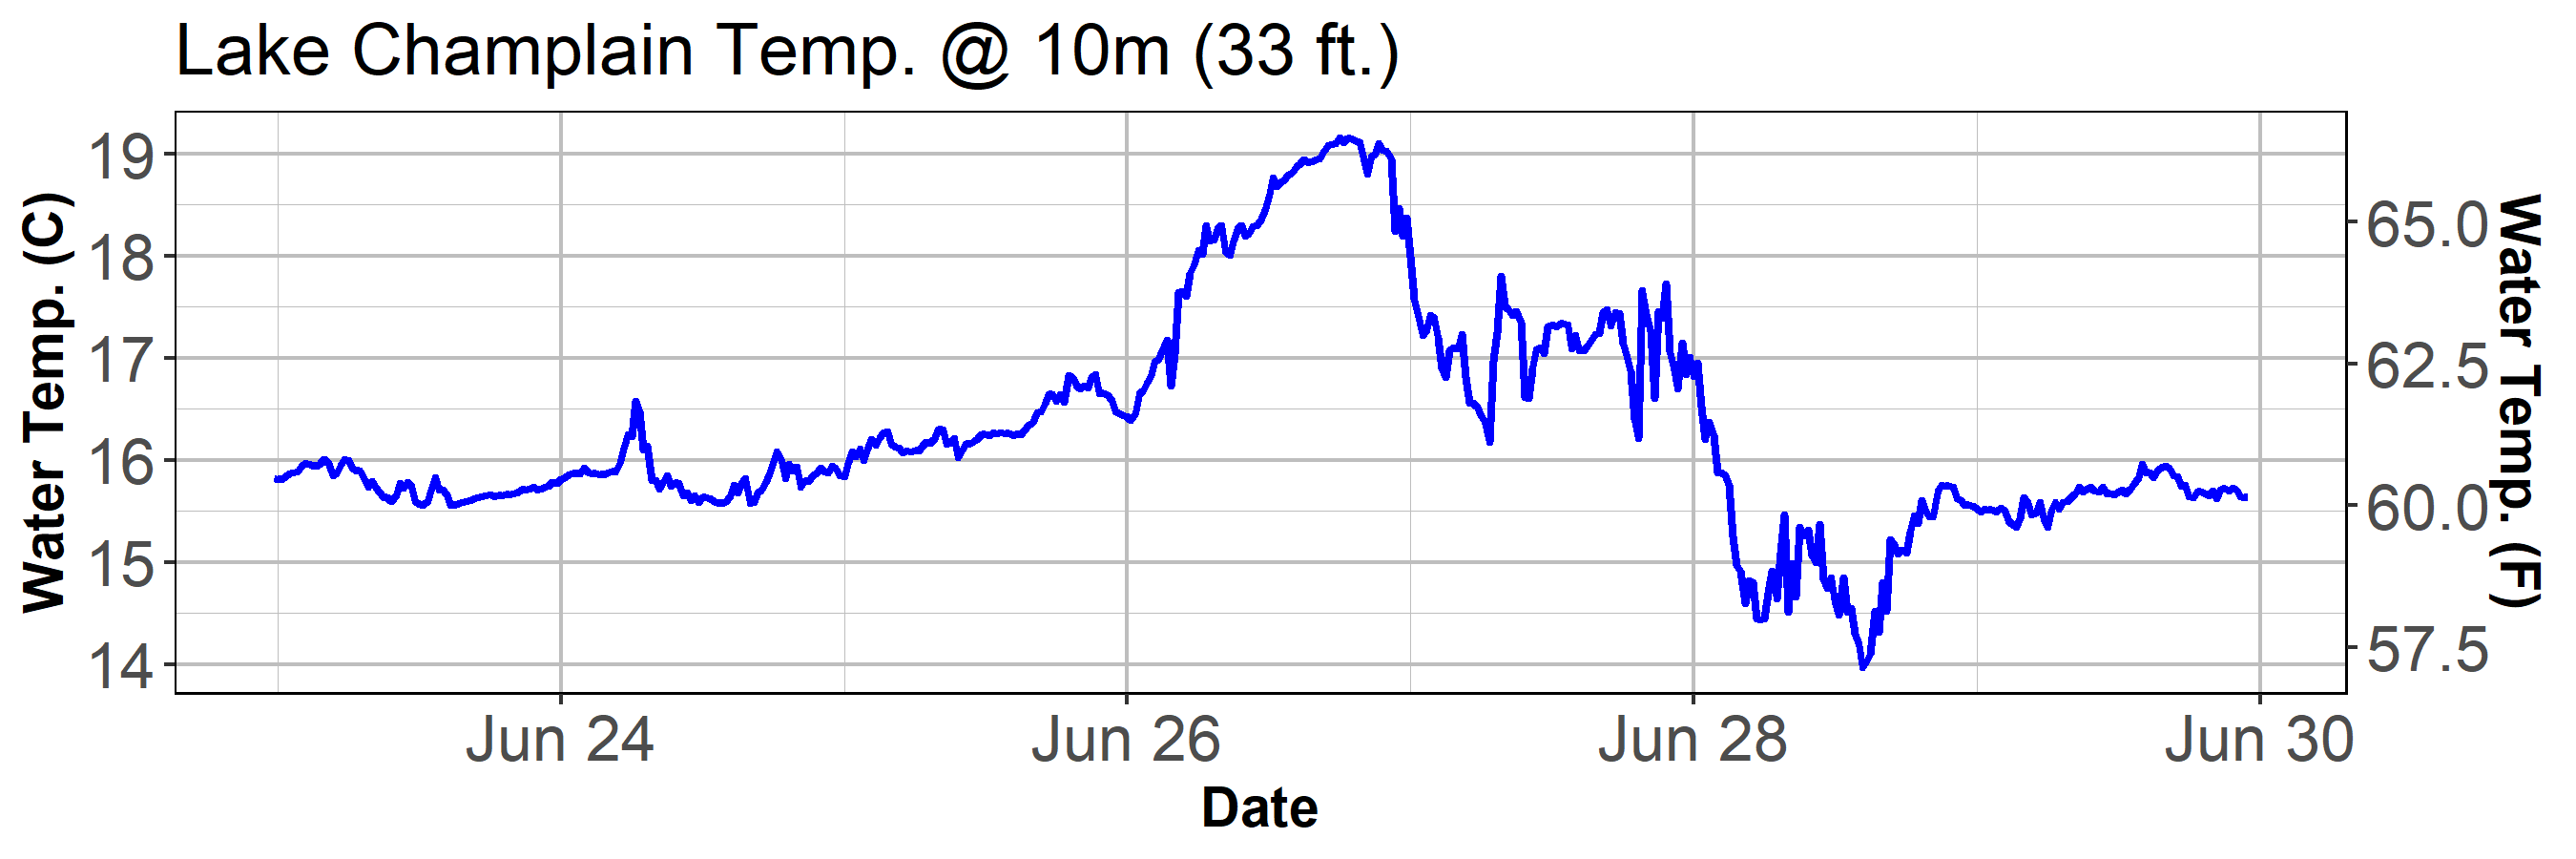 Lake Champlain Temp. @ 10m (33 ft.)
Water Temp. (C)
19
18
17
16
15
14
65.0
62.5
60.0
57.5
Water Temp. (F)
Jun 24 Jun 26 Jun 28 Jun 30
Date